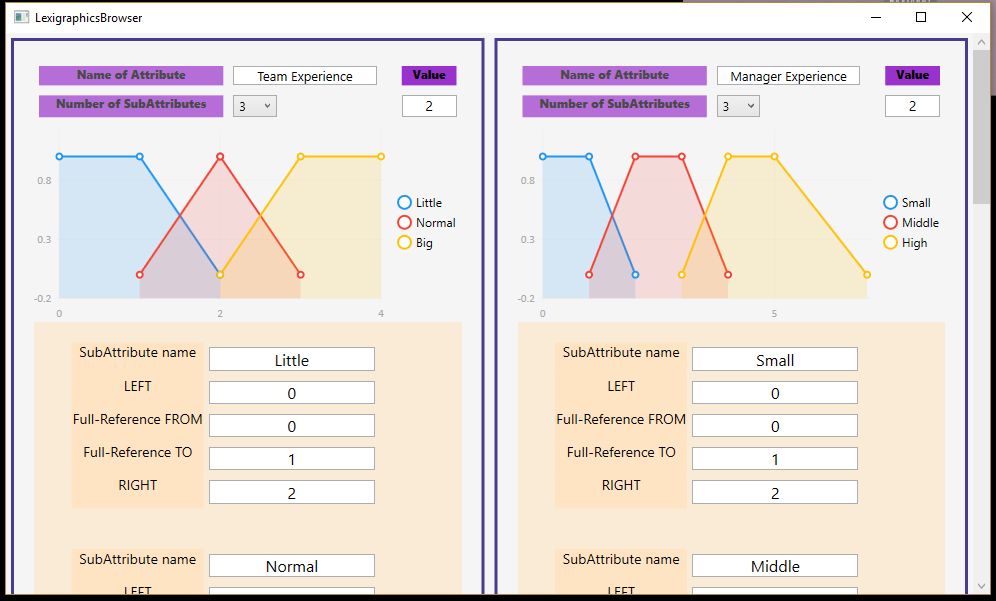 LexigraphicsBrowser
Name of Attribute Team Experience Value
Number of SubAttributes 3 2
0.8
0.3
-0.2
0 2 4
Little
Normal
Big
SubAttribute name Little
LEFT 0
Full-Reference FROM 0
Full-Reference TO 1
RIGHT 2
SubAttribute name Normal
LEFT
Name of Attribute Manager Experience Value
Number of SubAttributes 3 2
0.8
0.3
-0.2
0 5
Small
Middle
High
SubAttribute name Small
LEFT 0
Full-Reference FROM 0
Full-Reference TO 1
RIGHT 2
SubAttribute name Middle
LEFT